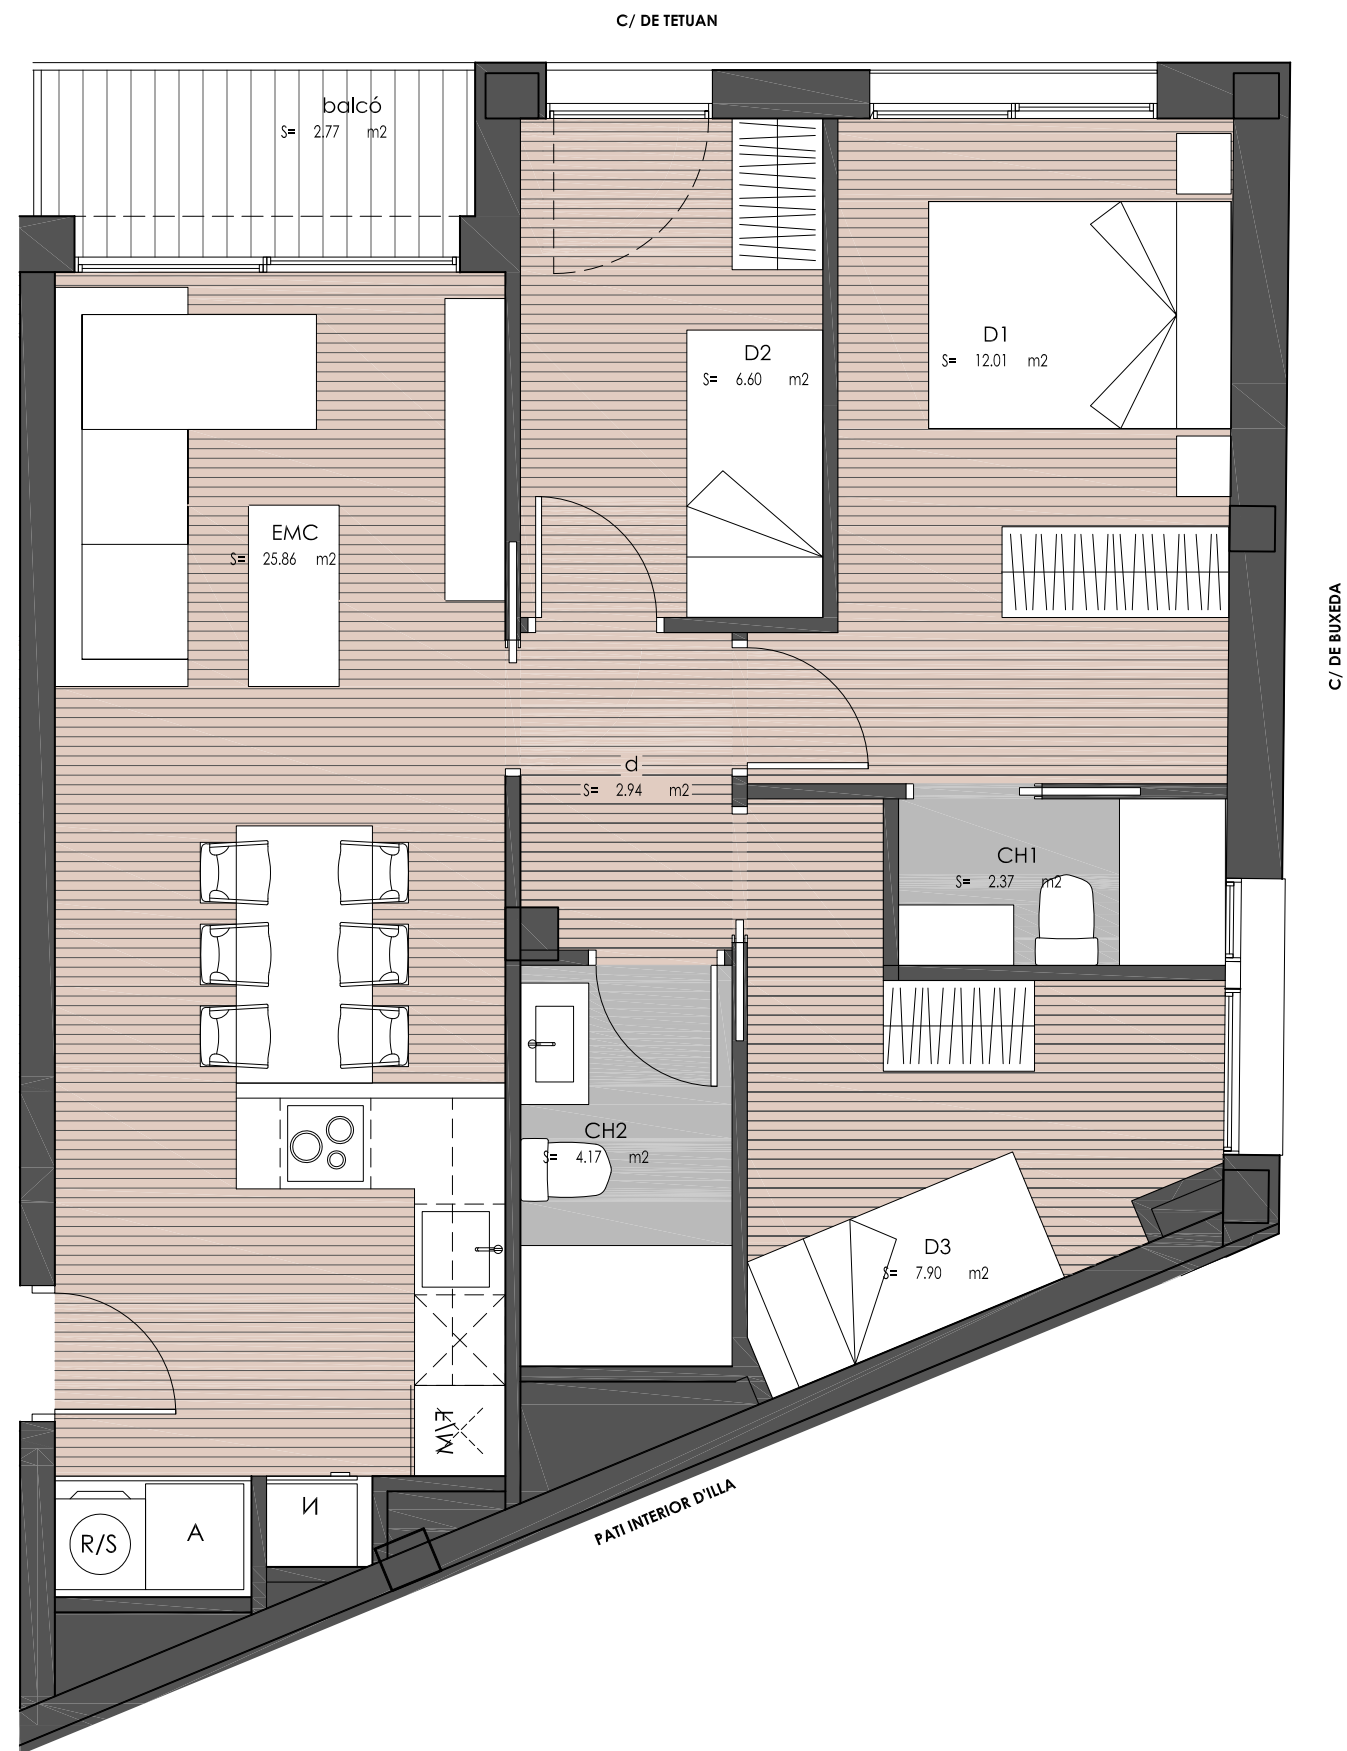 C/ DE TETUAN
balcó
S= 2.77 m2
D2
S= 6.60 m2
D1
S= 12.01 m2
EMC
S= 25.86 m2
C/ DE BUXEDA
d
S= 2.94 m2
CH1
S= 2.37 m2
CH2
S= 4.17 m2
D3
S= 7.90 m2
F/M
PATI INTERIOR D'ILLA
R/S
A
N